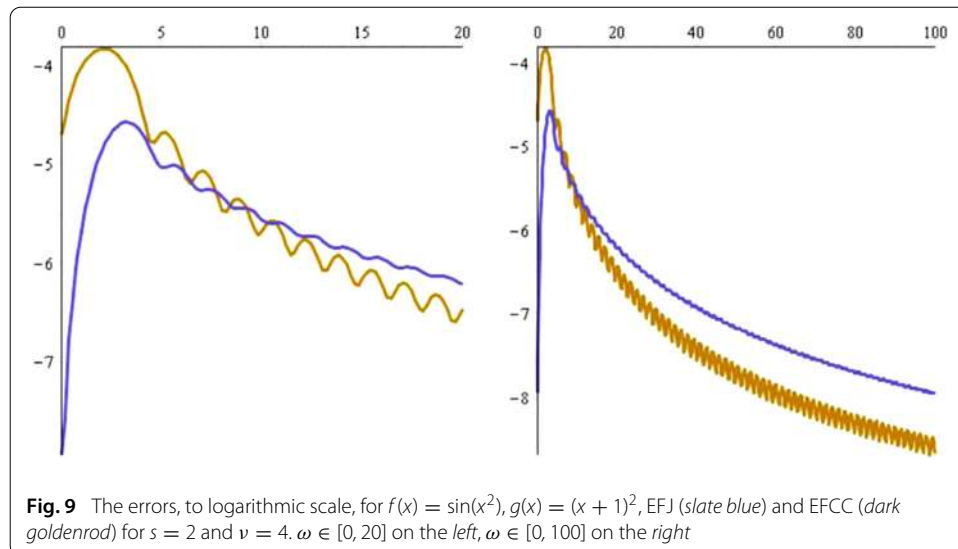 0 5 10 15 20
-4
-5
-6
-7
0 20 40 60 80 100
-4
-5
-6
-7
-8
Fig. 9 The errors, to logarithmic scale, for f(x) = sin(x²), g(x) = (x + 1)², EFJ (slate blue) and EFCC (dark
goldenrod) for s = 2 and ν = 4. ω ∈ [0, 20] on the left, ω ∈ [0, 100] on the right